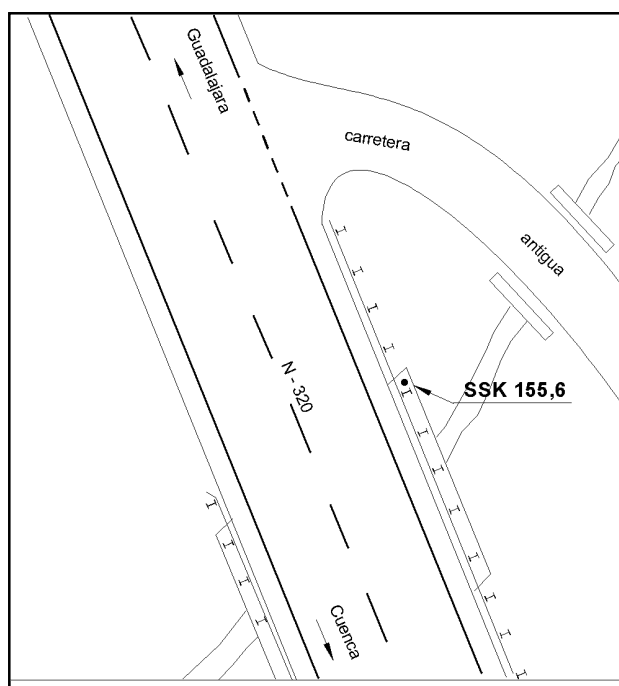 Guadalajara
carretera
antigua
N - 320
SSK 155,6
Cuenca